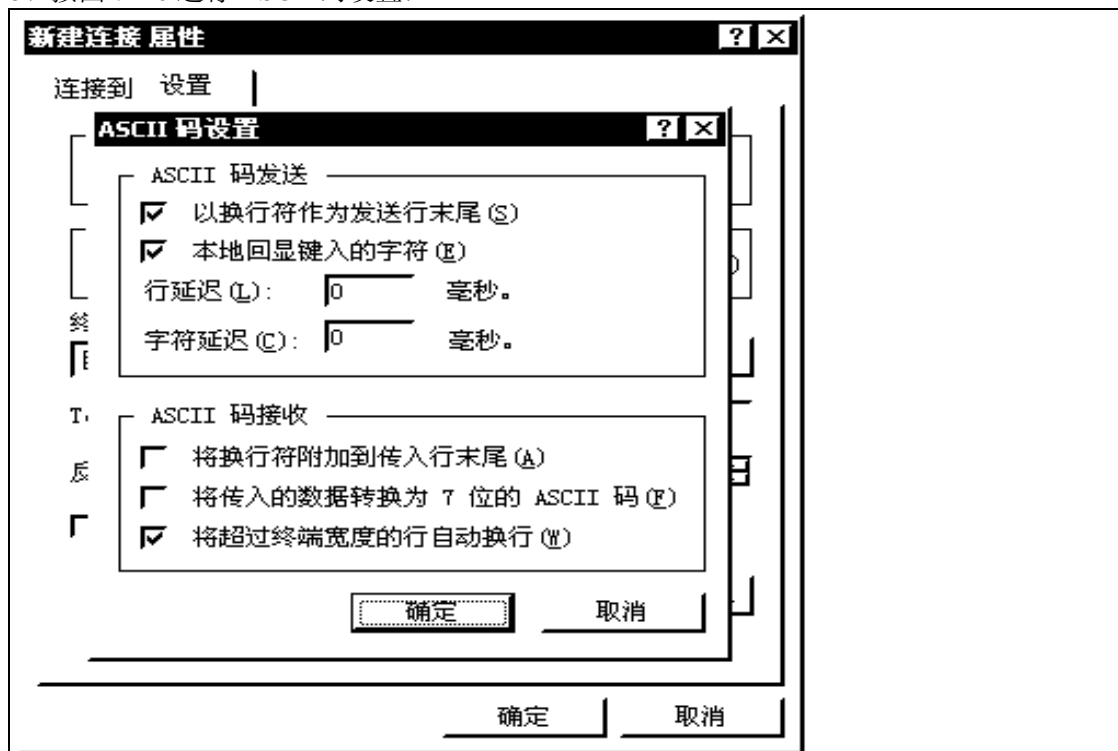 新建连接 属性
连接到 设置
ASCII 码设置
ASCII 码发送
以换行符作为发送行末尾(S)
本地回显键入的字符(E)
行延迟(L): 0 毫秒。
字符延迟(C): 0 毫秒。
ASCII 码接收
将换行符附加到传入行末尾(A)
将传入的数据转换为 7 位的 ASCII 码(F)
将超过终端宽度的行自动换行(W)
确定 取消
确定 取消